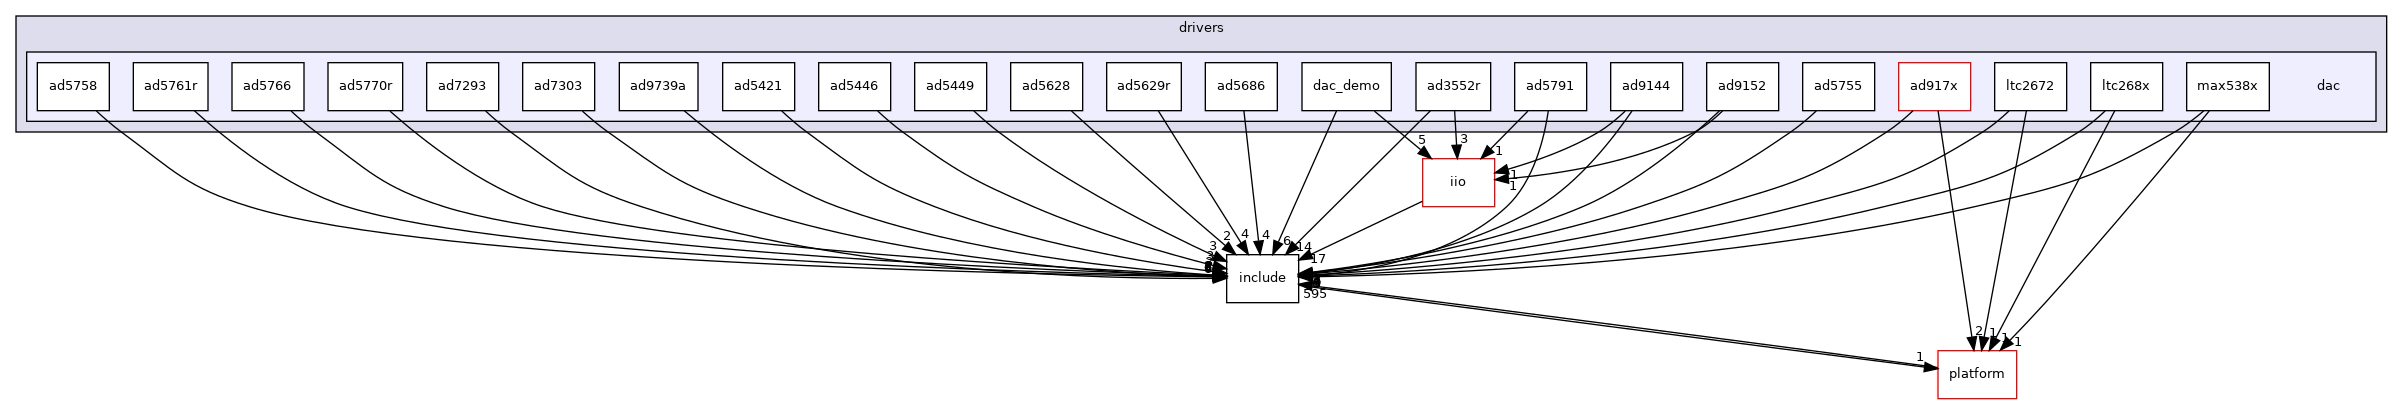 drivers
ad5758 ad5761r ad5766 ad5770r ad7293 ad7303 ad9739a ad5421 ad5446 ad5449 ad5628 ad5629r ad5686 dac_demo ad3552r ad5791 ad9144 ad9152 ad5755 ad917x ltc2672 ltc268x max538x dac
5 3 1
iio 1
1
3 2 4 4 6 14
17
include
595
2 1 1 1
1
platform